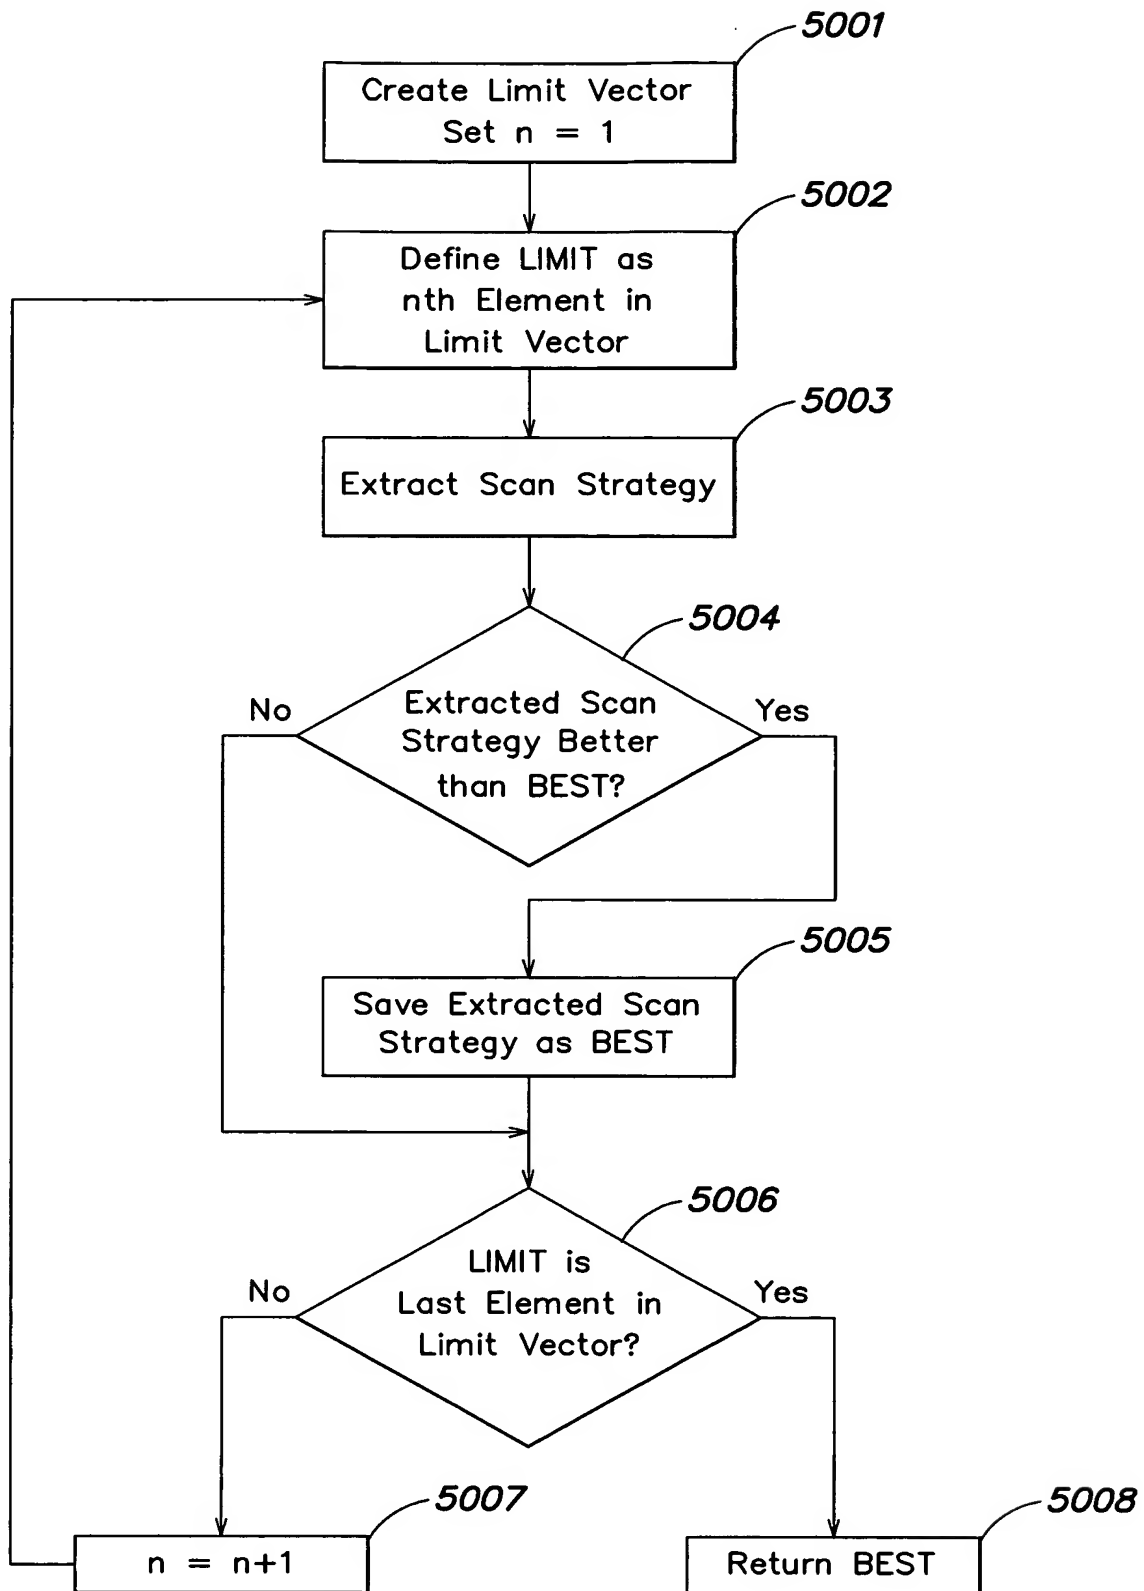 5001
Create Limit Vector
Set n = 1
5002
Define LIMIT as
nth Element in
Limit Vector
5003
Extract Scan Strategy
5004
No
Extracted Scan
Strategy Better
than BEST?
Yes
5005
Save Extracted Scan
Strategy as BEST
5006
No
LIMIT is
Last Element in
Limit Vector?
Yes
5007
n = n+1
5008
Return BEST